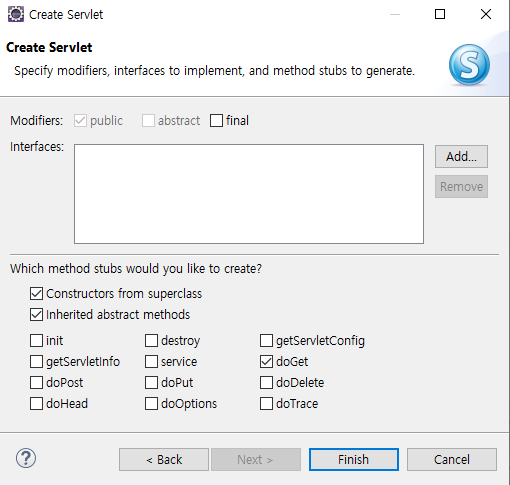 Create Servlet
Create Servlet
Specify modifiers, interfaces to implement, and method stubs to generate.
Modifiers: public abstract final
Interfaces:
Add...
Remove
Which method stubs would you like to create?
Constructors from superclass
Inherited abstract methods
init destroy getServletConfig
getServletInfo service doGet
doPost doPut doDelete
doHead doOptions doTrace
? < Back Next > Finish Cancel